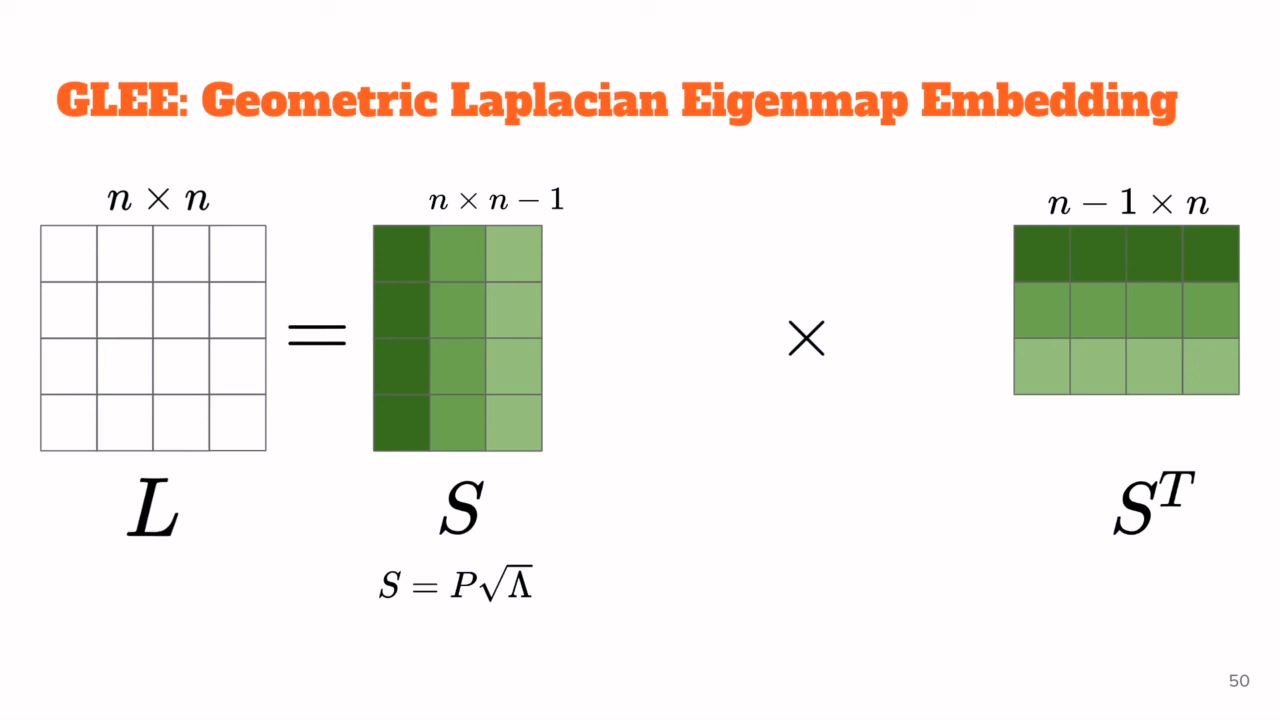 GLEE: Geometric Laplacian Eigenmap Embedding
n × n
n × n − 1
n − 1 × n
=
×
L
S
S^T
S = P√Λ
50